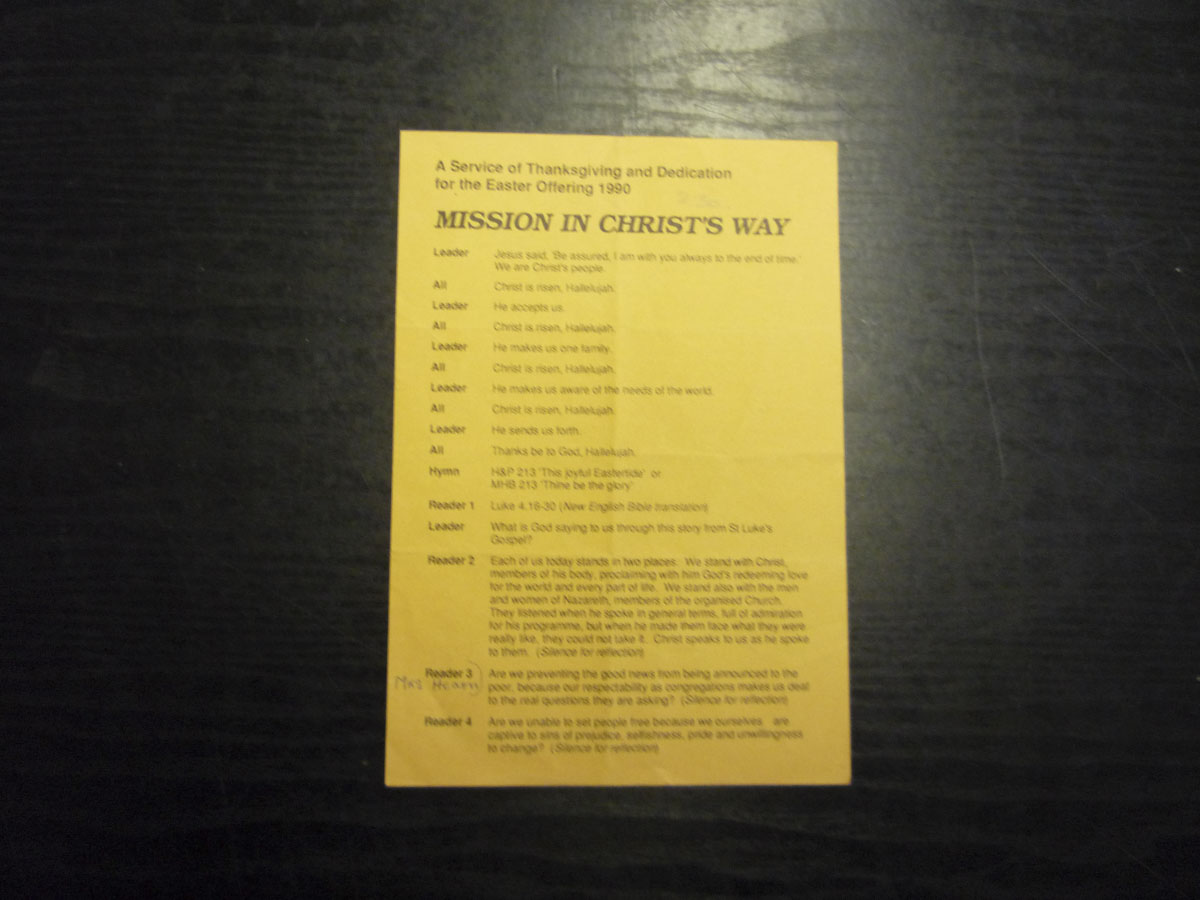 A Service of Thanksgiving and Dedication
for the Easter Offering 1990
MISSION IN CHRIST'S WAY
Leader Jesus said, 'Be assured, I am with you always to the end of time.'
We are Christ's people.
All Christ is risen, Hallelujah.
Leader He accepts us.
All Christ is risen, Hallelujah.
Leader He makes us one family.
All Christ is risen, Hallelujah.
Leader He makes us aware of the needs of the world.
All Christ is risen, Hallelujah.
Leader He sends us forth.
All Thanks be to God, Hallelujah.
Hymn H&P 213 'This joyful Eastertide' or
MHB 213 'Thine be the glory'
Reader 1 Luke 4.16-30 (New English Bible translation)
Leader What is God saying to us through this story from St Luke's
Gospel?
Reader 2 Each of us today stands in two places. We stand with Christ,
members of his body, proclaiming with him God's redeeming love
for the world and every part of life. We stand also with the men
and women of Nazareth, members of the organised Church.
They listened when he spoke in general terms, full of admiration
for his programme, but when he made them face what they were
really like, they could not take it. Christ speaks to us as he spoke
to them. (Silence for reflection)
Reader 3 Are we preventing the good news from being announced to the
poor, because our respectability as congregations makes us deaf
to the real questions they are asking? (Silence for reflection)
Reader 4 Are we unable to set people free because we ourselves are
captive to sins of prejudice, selfishness, pride and unwillingness
to change? (Silence for reflection)